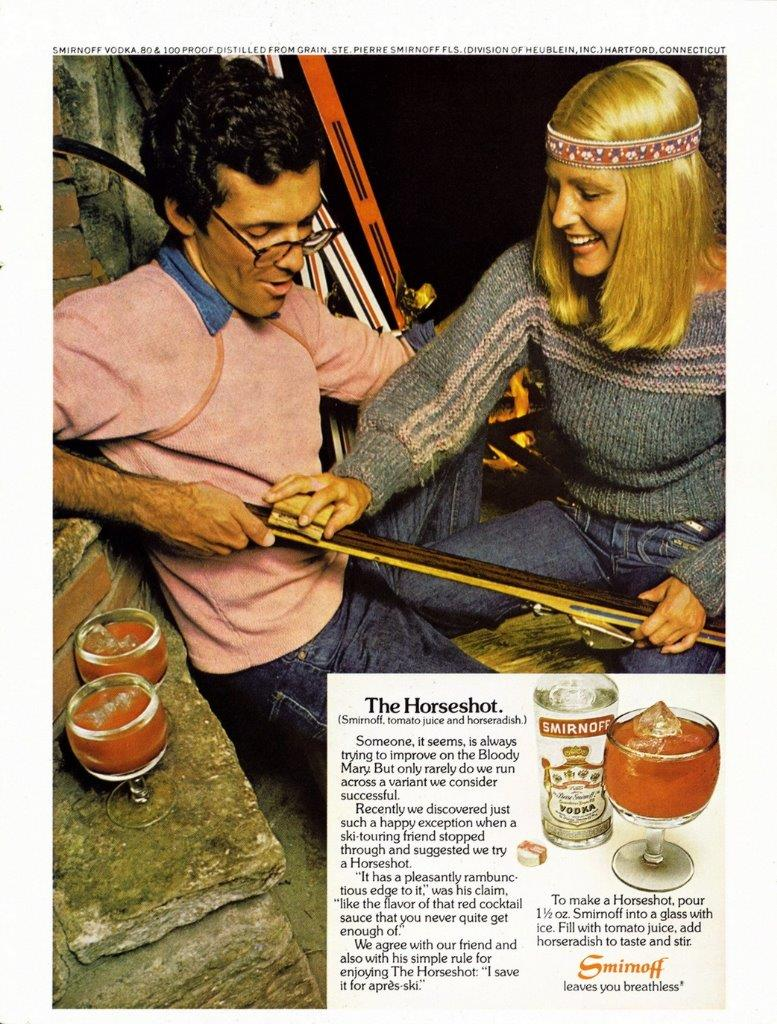 SMIRNOFF VODKA. 80 & 100 PROOF. DISTILLED FROM GRAIN. STE. PIERRE SMIRNOFF FLS. (DIVISION OF HEUBLEIN, INC.) HARTFORD, CONNECTICUT
The Horseshot.
(Smirnoff, tomato juice and horseradish.)
Someone, it seems, is always
trying to improve on the Bloody
Mary. But only rarely do we run
across a variant we consider
successful.
Recently we discovered just
such a happy exception when a
ski-touring friend stopped
through and suggested we try
a Horseshot.
"It has a pleasantly rambunc-
tious edge to it," was his claim,
"like the flavor of that red cocktail
sauce that you never quite get
enough of."
We agree with our friend and
also with his simple rule for
enjoying The Horseshot: "I save
it for après-ski."
SMIRNOFF
VODKA
To make a Horseshot, pour
1½ oz. Smirnoff into a glass with
ice. Fill with tomato juice, add
horseradish to taste and stir.
Smirnoff
leaves you breathless®